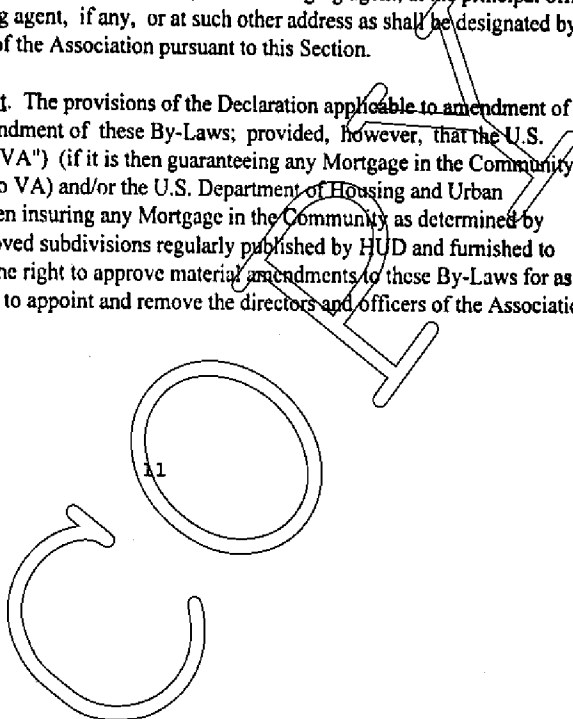 g agent, if any, or at such other address as shall be designated by
of the Association pursuant to this Section.
t. The provisions of the Declaration applicable to amendment of
ndment of these By-Laws; provided, however, that the U.S.
VA") (if it is then guaranteeing any Mortgage in the Community
o VA) and/or the U.S. Department of Housing and Urban
en insuring any Mortgage in the Community as determined by
oved subdivisions regularly published by HUD and furnished to
he right to approve material amendments to these By-Laws for as
to appoint and remove the directors and officers of the Associatio
11
COPY